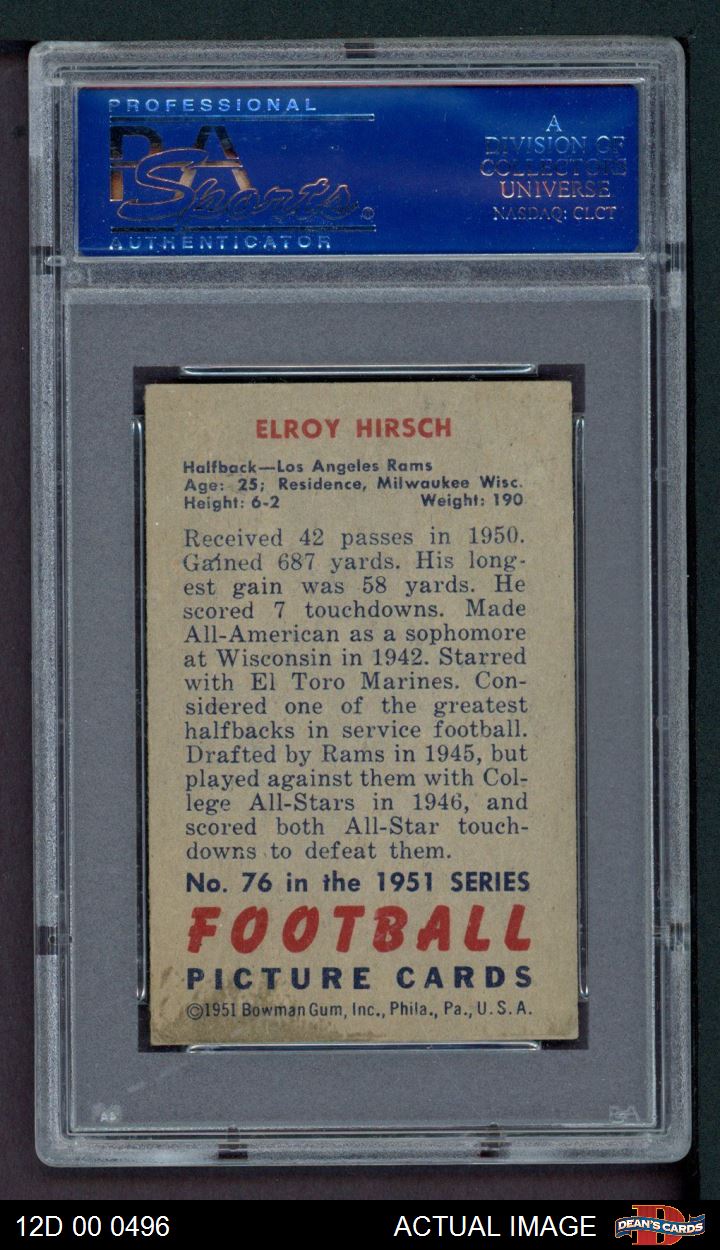 PROFESSIONAL
PSA
Sports
AUTHENTICATOR
A
DIVISION OF
COLLECTORS
UNIVERSE
NASDAQ: CLCT
ELROY HIRSCH
Halfback—Los Angeles Rams
Age: 25; Residence, Milwaukee Wisc.
Height: 6-2 Weight: 190
Received 42 passes in 1950.
Gained 687 yards. His long-
est gain was 58 yards. He
scored 7 touchdowns. Made
All-American as a sophomore
at Wisconsin in 1942. Starred
with El Toro Marines. Con-
sidered one of the greatest
halfbacks in service football.
Drafted by Rams in 1945, but
played against them with Col-
lege All-Stars in 1946, and
scored both All-Star touch-
downs to defeat them.
No. 76 in the 1951 SERIES
FOOTBALL
PICTURE CARDS
©1951 Bowman Gum, Inc., Phila., Pa., U.S.A.
PSA
12D 00 0496 ACTUAL IMAGE
DEAN'S CARDS